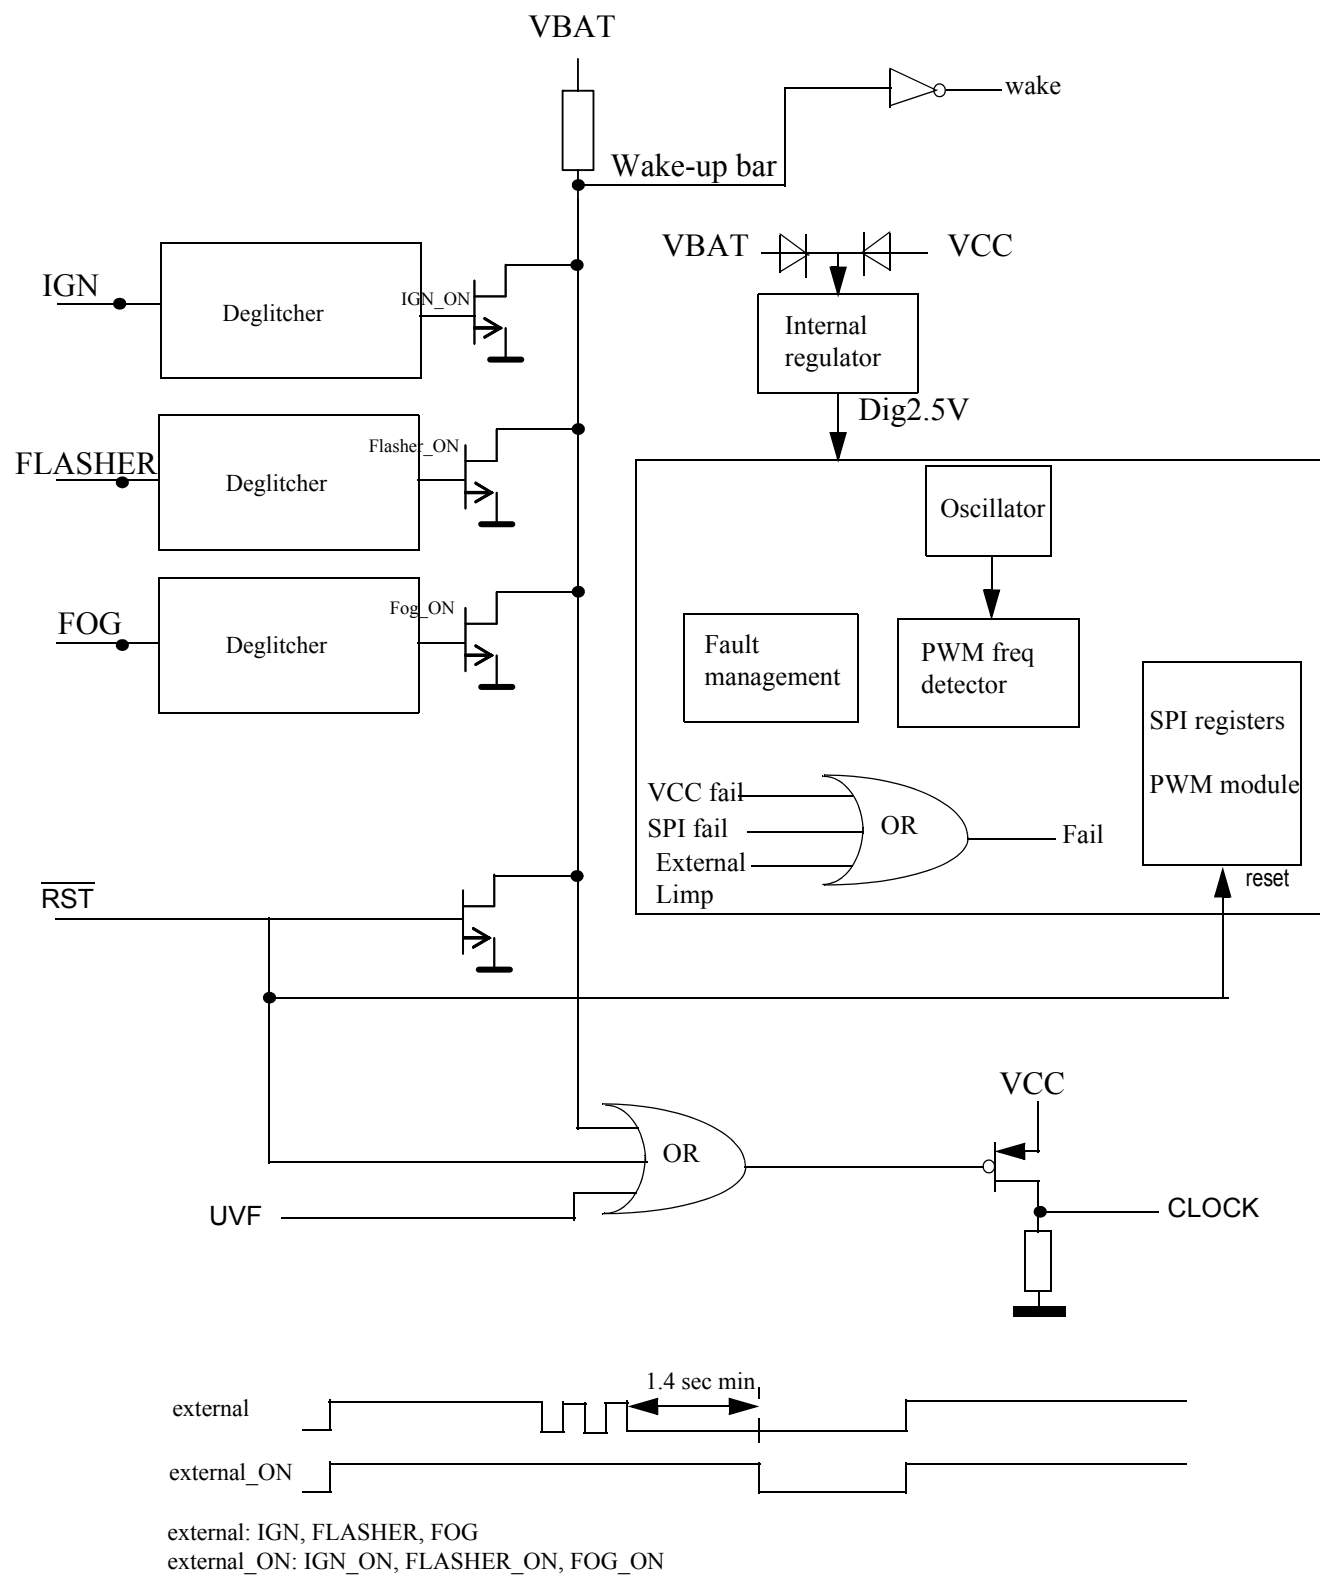 VBAT
wake
Wake-up bar
VBAT
VCC
IGN
Deglitcher
IGN_ON
Internal
regulator
Dig2.5V
FLASHER
Deglitcher
Flasher_ON
Oscillator
FOG
Deglitcher
Fog_ON
Fault
management
PWM freq
detector
SPI registers
PWM module
VCC fail
SPI fail
External
Limp
OR
Fail
reset
RST
VCC
OR
UVF
CLOCK
1.4 sec min
external
external_ON
external: IGN, FLASHER, FOG
external_ON: IGN_ON, FLASHER_ON, FOG_ON